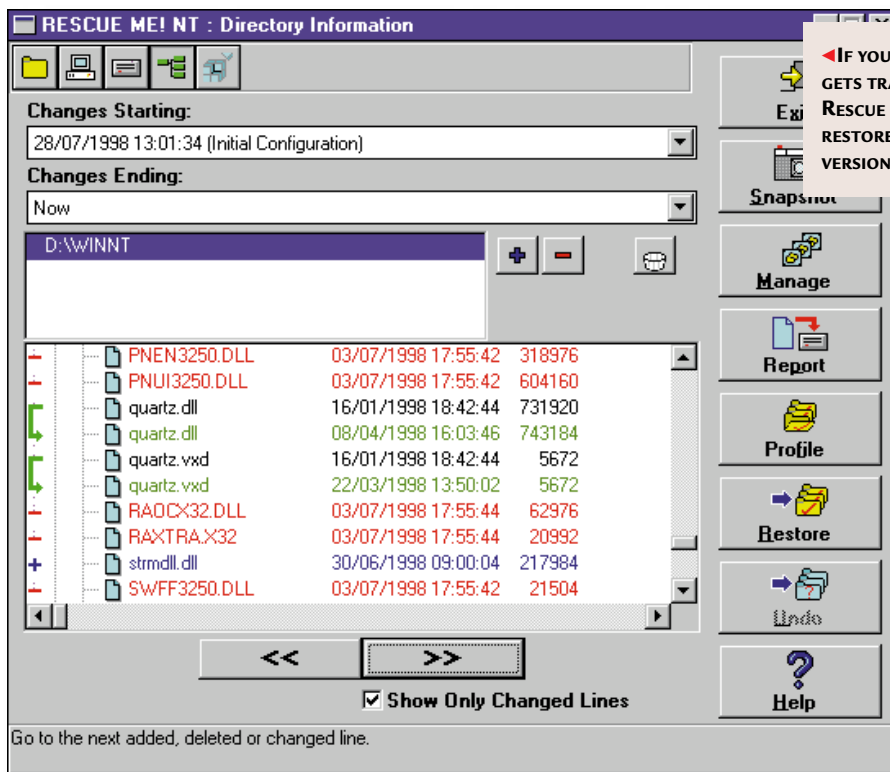 RESCUE ME! NT : Directory Information
◀IF YOU
GETS TRA
RESCUE
RESTORE
VERSION
Changes Starting:
28/07/1998 13:01:34 (Initial Configuration)
Changes Ending:
Now
D:\WINNT
PNEN3250.DLL 03/07/1998 17:55:42 318976
PNUI3250.DLL 03/07/1998 17:55:42 604160
quartz.dll 16/01/1998 18:42:44 731920
quartz.dll 08/04/1998 16:03:46 743184
quartz.vxd 16/01/1998 18:42:44 5672
quartz.vxd 22/03/1998 13:50:02 5672
RAOCX32.DLL 03/07/1998 17:55:44 62976
RAXTRA.X32 03/07/1998 17:55:44 20992
strmdll.dll 30/06/1998 09:00:04 217984
SWFF3250.DLL 03/07/1998 17:55:42 21504
<< >>
Show Only Changed Lines
Exi
Snapshot
Manage
Report
Profile
Restore
Undo
Help
Go to the next added, deleted or changed line.